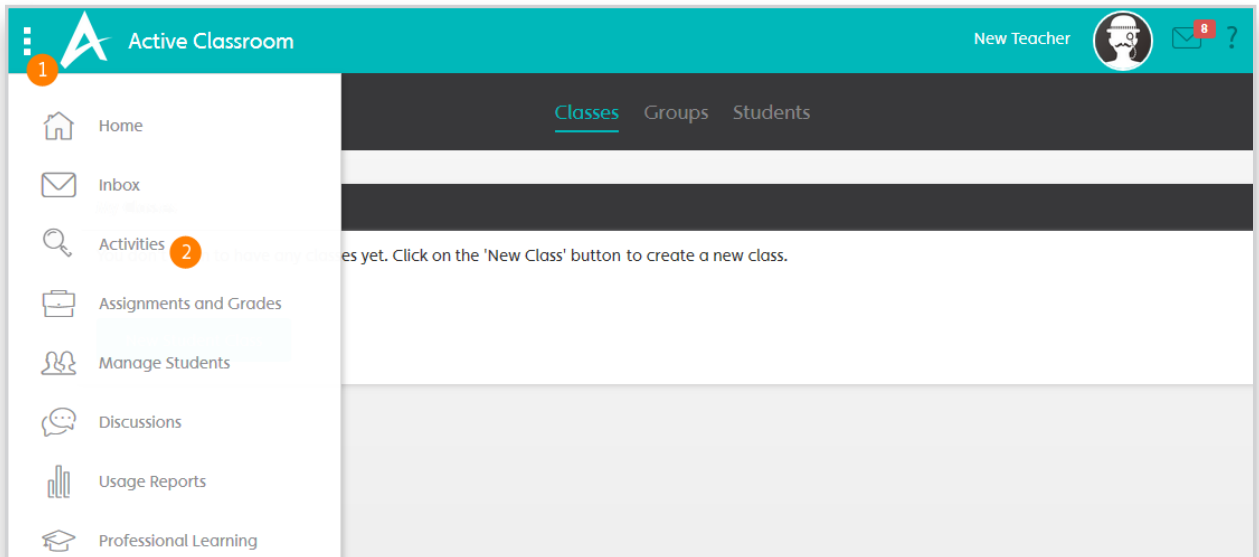 Active Classroom
New Teacher
8
?
1
Classes Groups Students
Home
Inbox
Activities
2
es yet. Click on the 'New Class' button to create a new class.
Assignments and Grades
Manage Students
Discussions
Usage Reports
Professional Learning